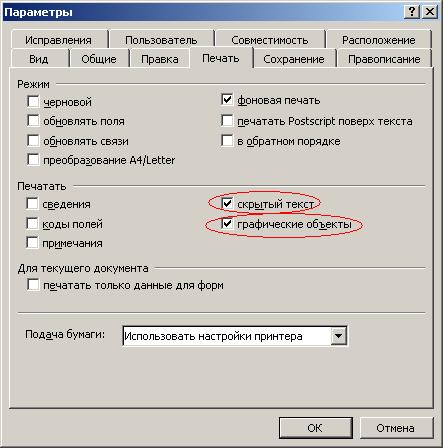 Параметры
Исправления Пользователь Совместимость Расположение
Вид Общие Правка Печать Сохранение Правописание
Режим
черновой фоновая печать
обновлять поля печатать Postscript поверх текста
обновлять связи в обратном порядке
преобразование A4/Letter
Печатать
сведения скрытый текст
коды полей графические объекты
примечания
Для текущего документа
печатать только данные для форм
Подача бумаги: Использовать настройки принтера
OK Отмена